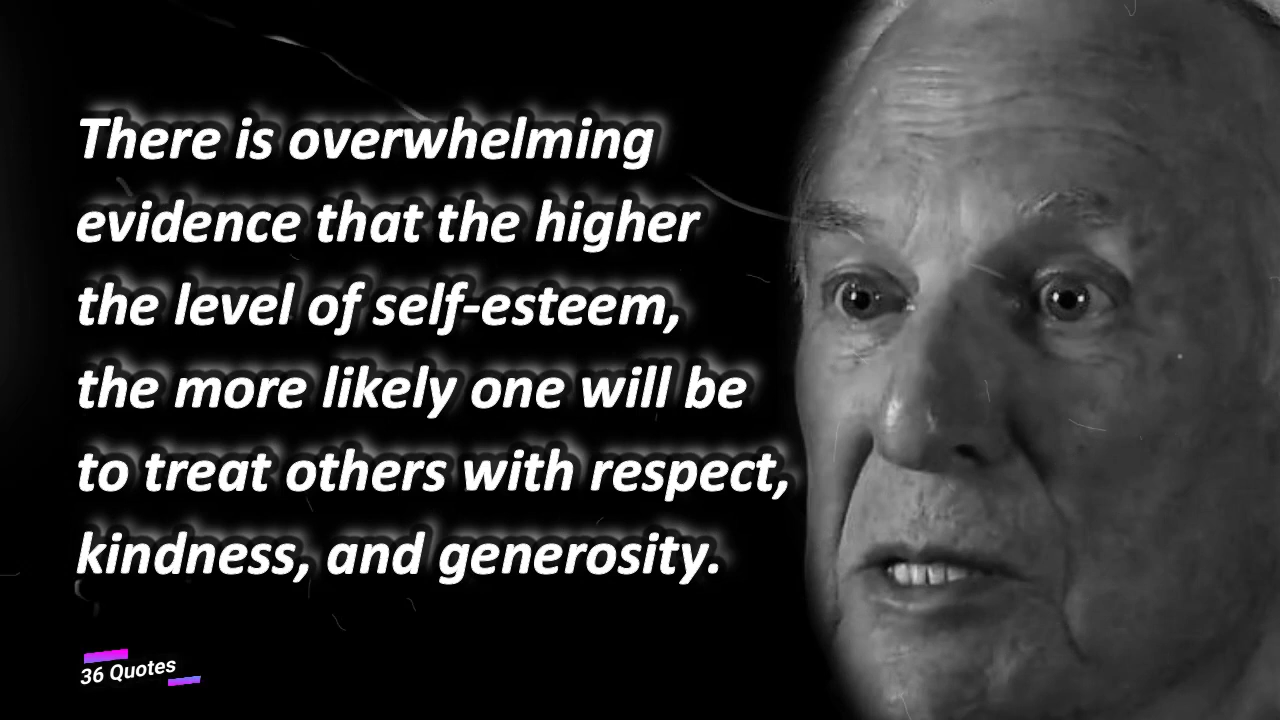 There is overwhelming
evidence that the higher
the level of self-esteem,
the more likely one will be
to treat others with respect,
kindness, and generosity.
36 Quotes